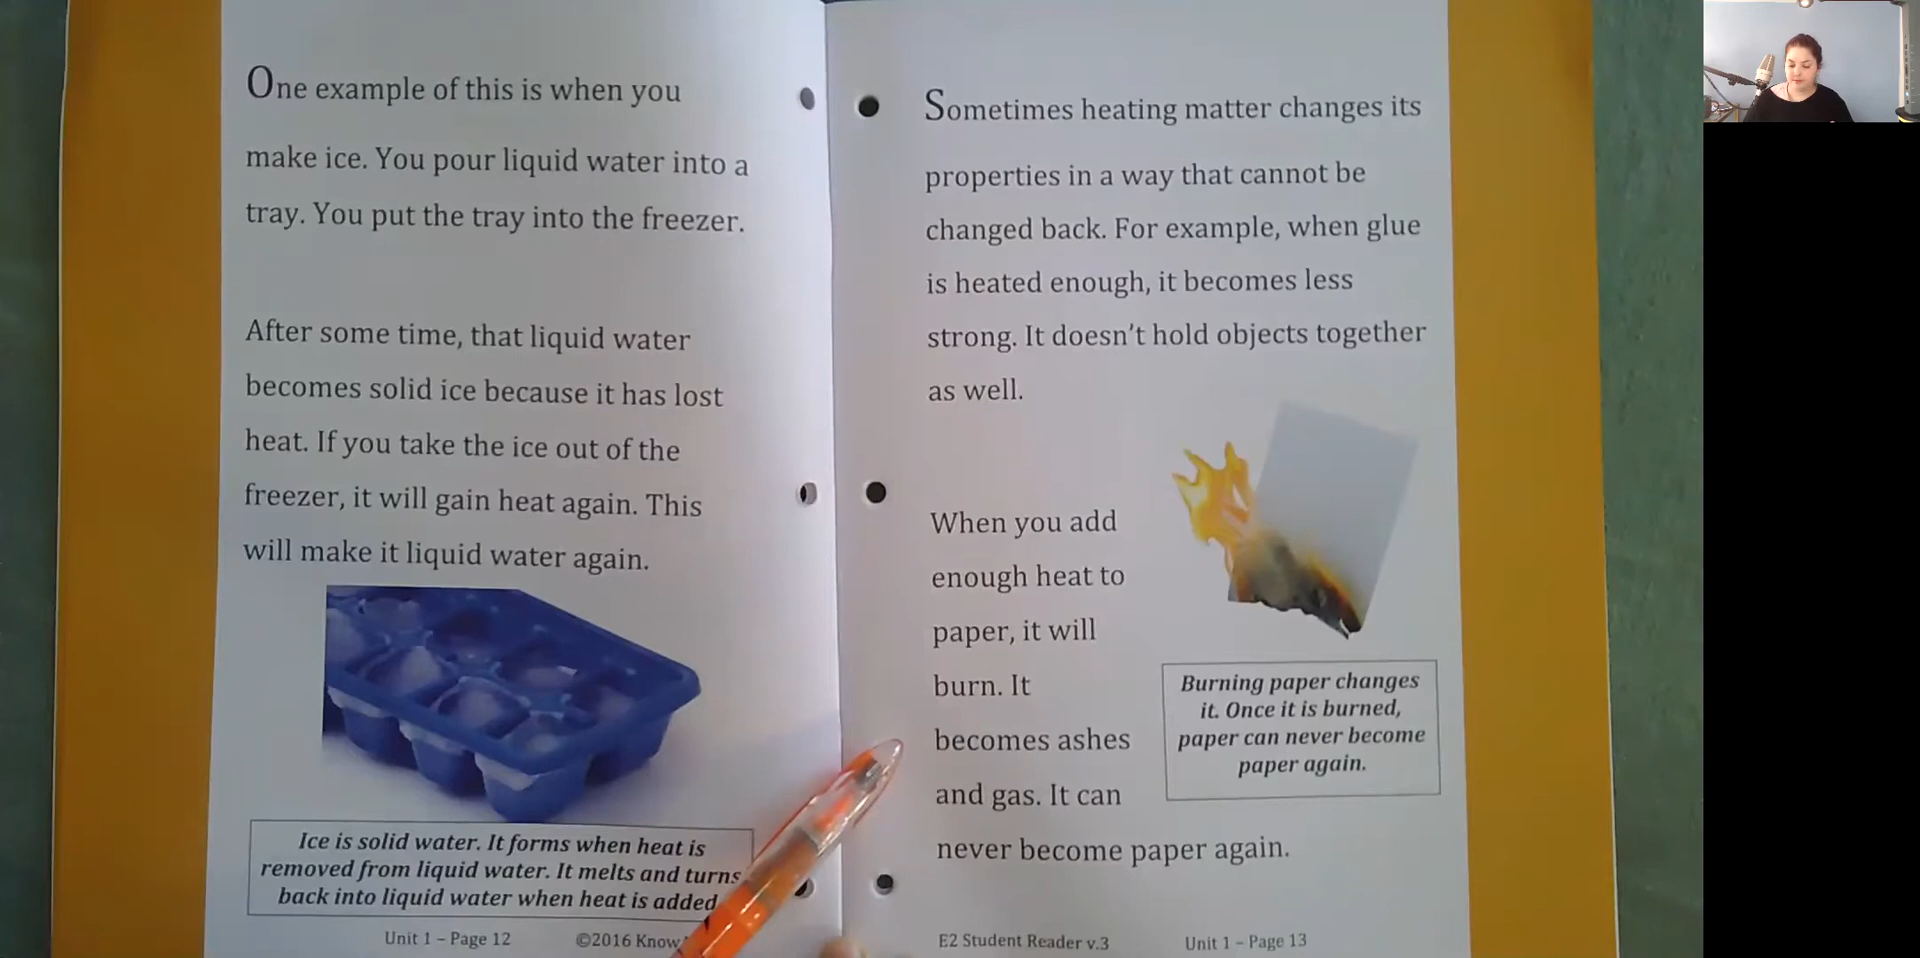 One example of this is when you
make ice. You pour liquid water into a
tray. You put the tray into the freezer.
After some time, that liquid water
becomes solid ice because it has lost
heat. If you take the ice out of the
freezer, it will gain heat again. This
will make it liquid water again.
Ice is solid water. It forms when heat is
removed from liquid water. It melts and turns
back into liquid water when heat is added
Unit 1 – Page 12 ©2016 Know
Sometimes heating matter changes its
properties in a way that cannot be
changed back. For example, when glue
is heated enough, it becomes less
strong. It doesn't hold objects together
as well.
When you add
enough heat to
paper, it will
burn. It
becomes ashes
and gas. It can
never become paper again.
Burning paper changes
it. Once it is burned,
paper can never become
paper again.
E2 Student Reader v.3 Unit 1 – Page 13